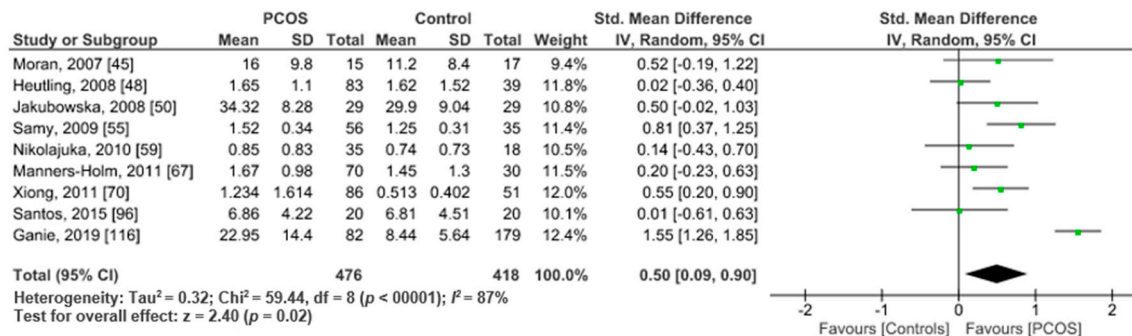 PCOS Control Std. Mean Difference Std. Mean Difference
Study or Subgroup Mean SD Total Mean SD Total Weight IV, Random, 95% CI IV, Random, 95% CI
Moran, 2007 [45] 16 9.8 15 11.2 8.4 17 9.4% 0.52 [-0.19, 1.22]
Heutling, 2008 [48] 1.65 1.1 83 1.62 1.52 39 11.8% 0.02 [-0.36, 0.40]
Jakubowska, 2008 [50] 34.32 8.28 29 29.9 9.04 29 10.8% 0.50 [-0.02, 1.03]
Samy, 2009 [55] 1.52 0.34 56 1.25 0.31 35 11.4% 0.81 [0.37, 1.25]
Nikolajuka, 2010 [59] 0.85 0.83 35 0.74 0.73 18 10.5% 0.14 [-0.43, 0.70]
Manners-Holm, 2011 [67] 1.67 0.98 70 1.45 1.3 30 11.5% 0.20 [-0.23, 0.63]
Xiong, 2011 [70] 1.234 1.614 86 0.513 0.402 51 12.0% 0.55 [0.20, 0.90]
Santos, 2015 [96] 6.86 4.22 20 6.81 4.51 20 10.1% 0.01 [-0.61, 0.63]
Ganie, 2019 [116] 22.95 14.4 82 8.44 5.64 179 12.4% 1.55 [1.26, 1.85]
Total (95% CI) 476 418 100.0% 0.50 [0.09, 0.90]
Heterogeneity: Tau² = 0.32; Chi² = 59.44, df = 8 (p < 00001); I² = 87%
Test for overall effect: z = 2.40 (p = 0.02)
-2 -1 0 1 2
Favours [Controls] Favours [PCOS]